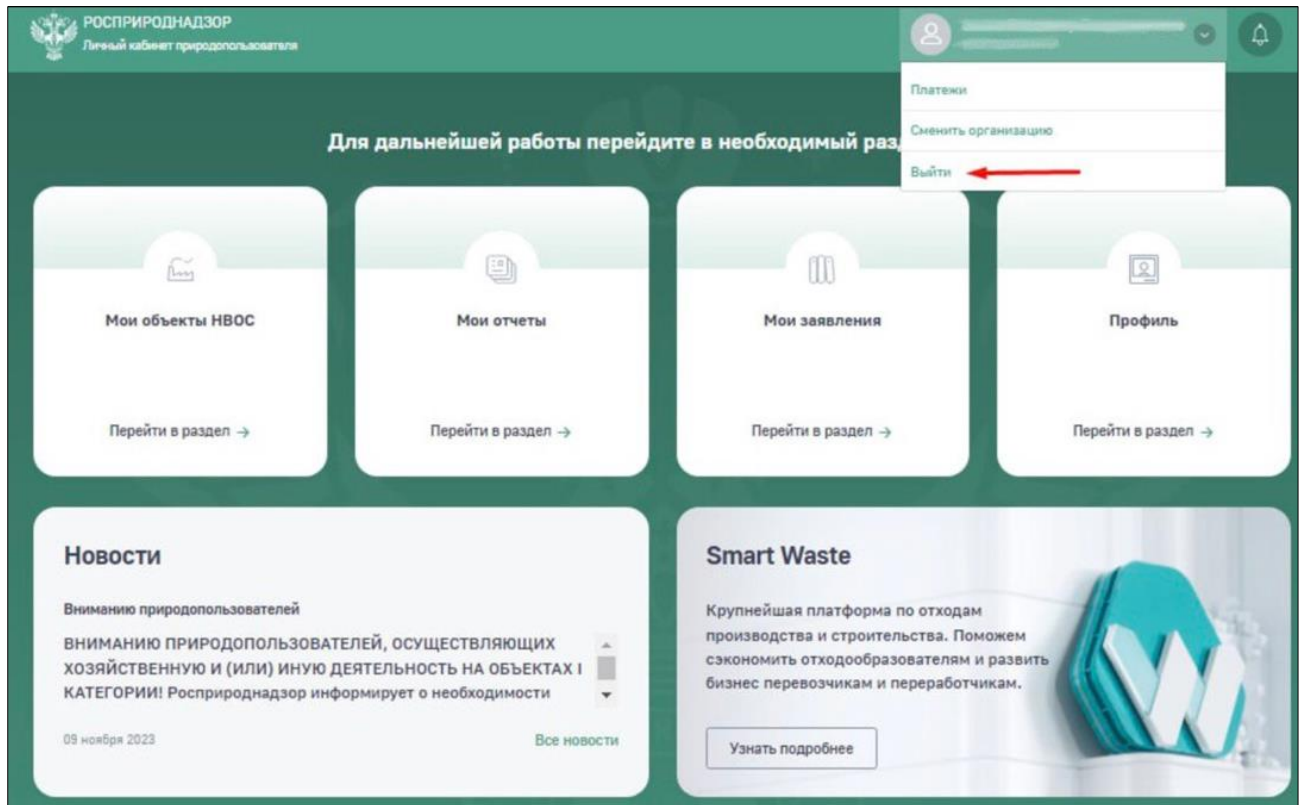 РОСПРИРОДНАДЗОР
Личный кабинет природопользователя
Платежи
Сменить организацию
Выйти
Для дальнейшей работы перейдите в необходимый
Мои объекты НВОС
Перейти в раздел →
Мои отчеты
Перейти в раздел →
Мои заявления
Перейти в раздел →
Профиль
Перейти в раздел →
Новости
Вниманию природопользователей
ВНИМАНИЮ ПРИРОДОПОЛЬЗОВАТЕЛЕЙ, ОСУЩЕСТВЛЯЮЩИХ
ХОЗЯЙСТВЕННУЮ И (ИЛИ) ИНУЮ ДЕЯТЕЛЬНОСТЬ НА ОБЪЕКТАХ I
КАТЕГОРИИ! Росприроднадзор информирует о необходимости
09 ноября 2023
Все новости
Smart Waste
Крупнейшая платформа по отходам
производства и строительства. Поможем
сэкономить отходообразователям и развить
бизнес перевозчикам и переработчикам.
Узнать подробнее